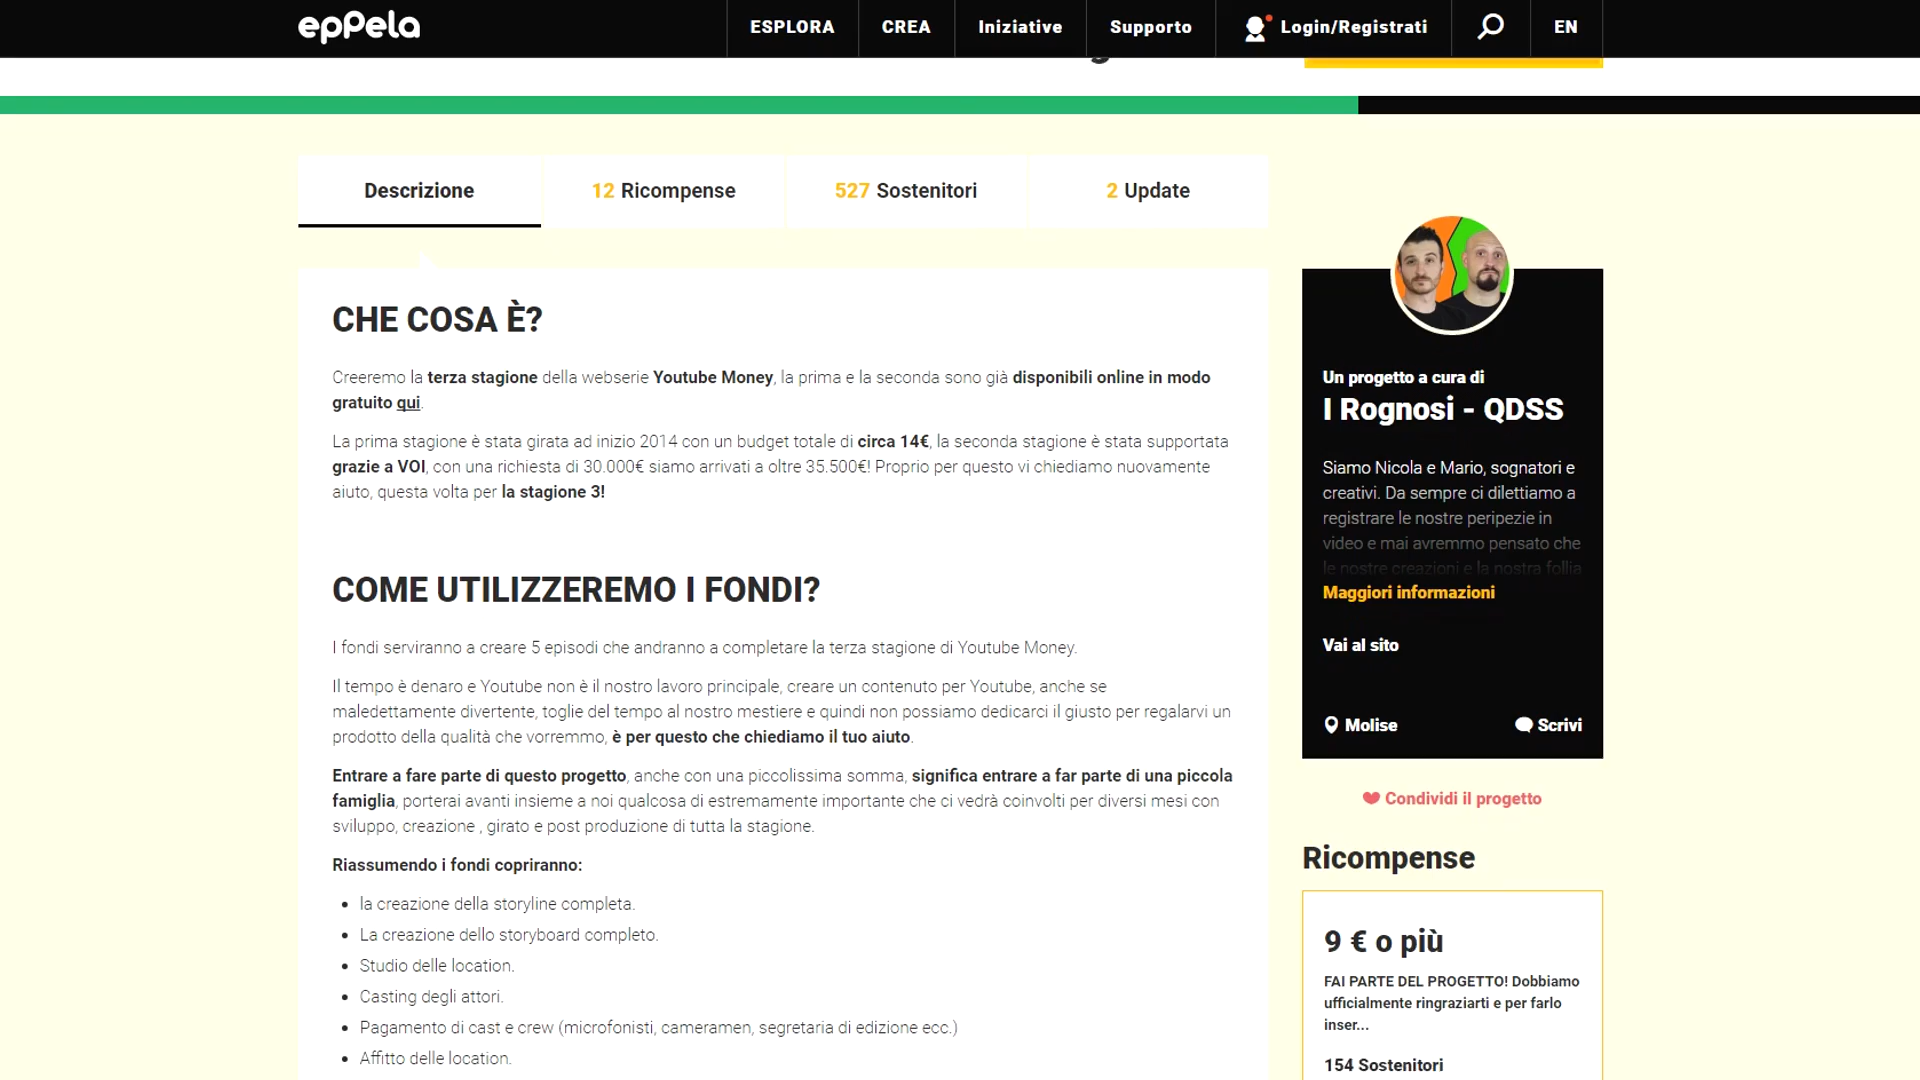 eppela
ESPLORA
CREA
Iniziative
Supporto
Login/Registrati
EN
Descrizione
12 Ricompense
527 Sostenitori
2 Update
CHE COSA È?
Creeremo la terza stagione della webserie Youtube Money, la prima e la seconda sono già disponibili online in modo
gratuito qui.
La prima stagione è stata girata ad inizio 2014 con un budget totale di circa 14€, la seconda stagione è stata supportata
grazie a VOI, con una richiesta di 30.000€ siamo arrivati a oltre 35.500€! Proprio per questo vi chiediamo nuovamente
aiuto, questa volta per la stagione 3!
COME UTILIZZEREMO I FONDI?
I fondi serviranno a creare 5 episodi che andranno a completare la terza stagione di Youtube Money.
Il tempo è denaro e Youtube non è il nostro lavoro principale, creare un contenuto per Youtube, anche se
maledettamente divertente, toglie del tempo al nostro mestiere e quindi non possiamo dedicarci il giusto per regalarvi un
prodotto della qualità che vorremmo, è per questo che chiediamo il tuo aiuto.
Entrare a fare parte di questo progetto, anche con una piccolissima somma, significa entrare a far parte di una piccola
famiglia, porterai avanti insieme a noi qualcosa di estremamente importante che ci vedrà coinvolti per diversi mesi con
sviluppo, creazione , girato e post produzione di tutta la stagione.
Riassumendo i fondi copriranno:
la creazione della storyline completa.
La creazione dello storyboard completo.
Studio delle location.
Casting degli attori.
Pagamento di cast e crew (microfonisti, cameramen, segretaria di edizione ecc.)
Affitto delle location.
Un progetto a cura di
I Rognosi - QDSS
Siamo Nicola e Mario, sognatori e
creativi. Da sempre ci dilettiamo a
registrare le nostre peripezie in
video e mai avremmo pensato che
le nostre creazioni e la nostra follia
Maggiori informazioni
Vai al sito
Molise
Scrivi
Condividi il progetto
Ricompense
9 € o più
FAI PARTE DEL PROGETTO! Dobbiamo
ufficialmente ringraziarti e per farlo
inser...
154 Sostenitori